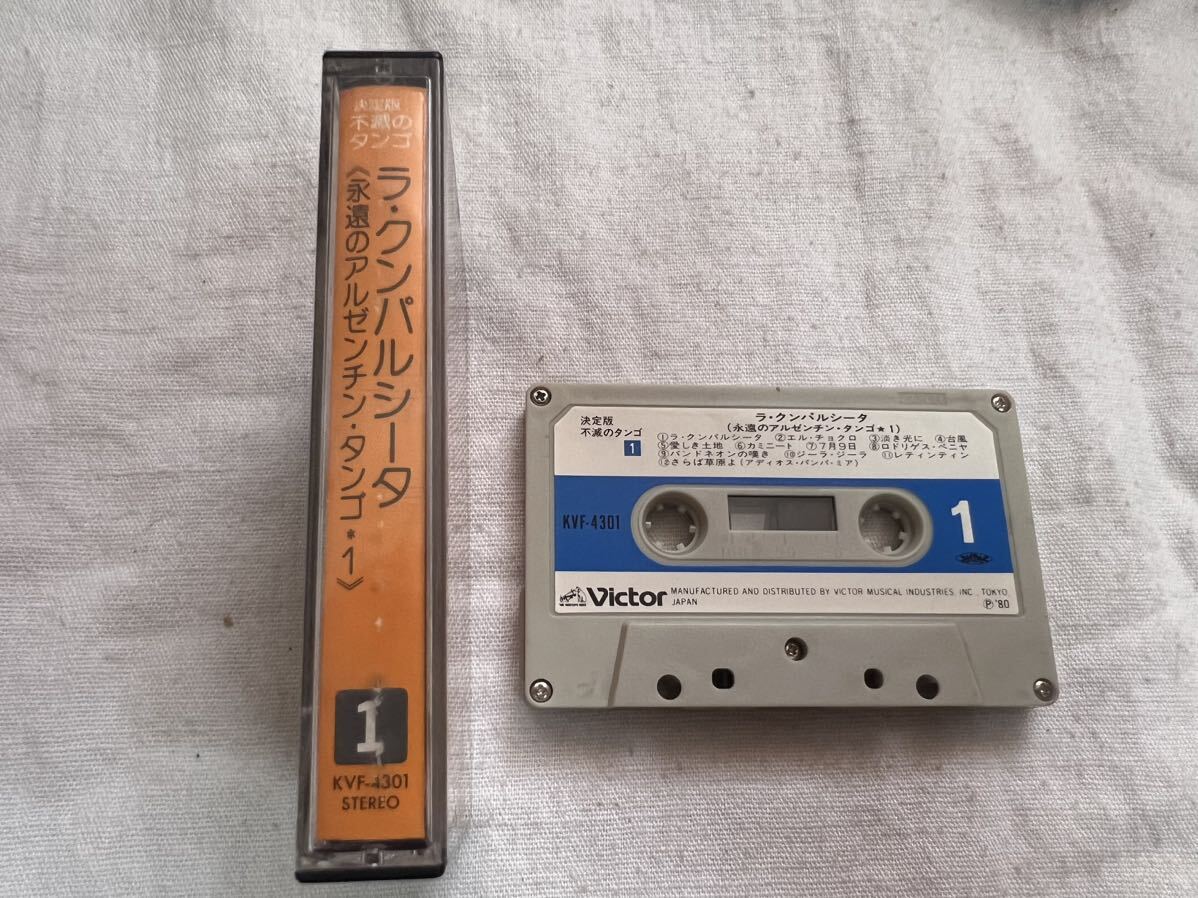 決定版
不滅の
タンゴ
ラ・クンパルシータ
《永遠のアルゼンチン・タンゴ*1》
1
KVF-4301
STEREO
決定版
不滅のタンゴ
1
ラ・クンパルシータ
(永遠のアルゼンチン・タンゴ★1)
①ラ・クンパルシータ ②エル・チョクロ ③淡き光に ④台風
⑤愛しき土地 ⑥カミニート ⑦7月9日 ⑧ロドリゲス・ペニャ
⑨バンドネオンの嘆き ⑩ジーラ・ジーラ ⑪レティンティン
⑫さらば草原よ(アディオス・パンパ・ミア)
KVF-4301
1
Victor
MANUFACTURED AND DISTRIBUTED BY VICTOR MUSICAL INDUSTRIES, INC., TOKYO,
JAPAN
Ⓟ'80